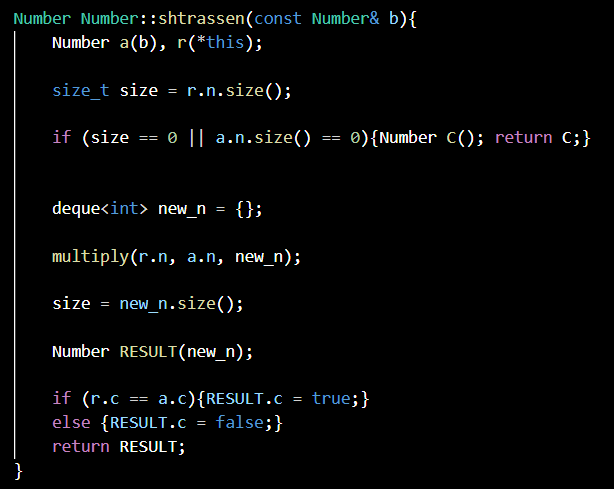 Number Number::shtrassen(const Number& b){
Number a(b), r(*this);
size_t size = r.n.size();
if (size == 0 || a.n.size() == 0){Number C(); return C;}
deque<int> new_n = {};
multiply(r.n, a.n, new_n);
size = new_n.size();
Number RESULT(new_n);
if (r.c == a.c){RESULT.c = true;}
else {RESULT.c = false;}
return RESULT;
}